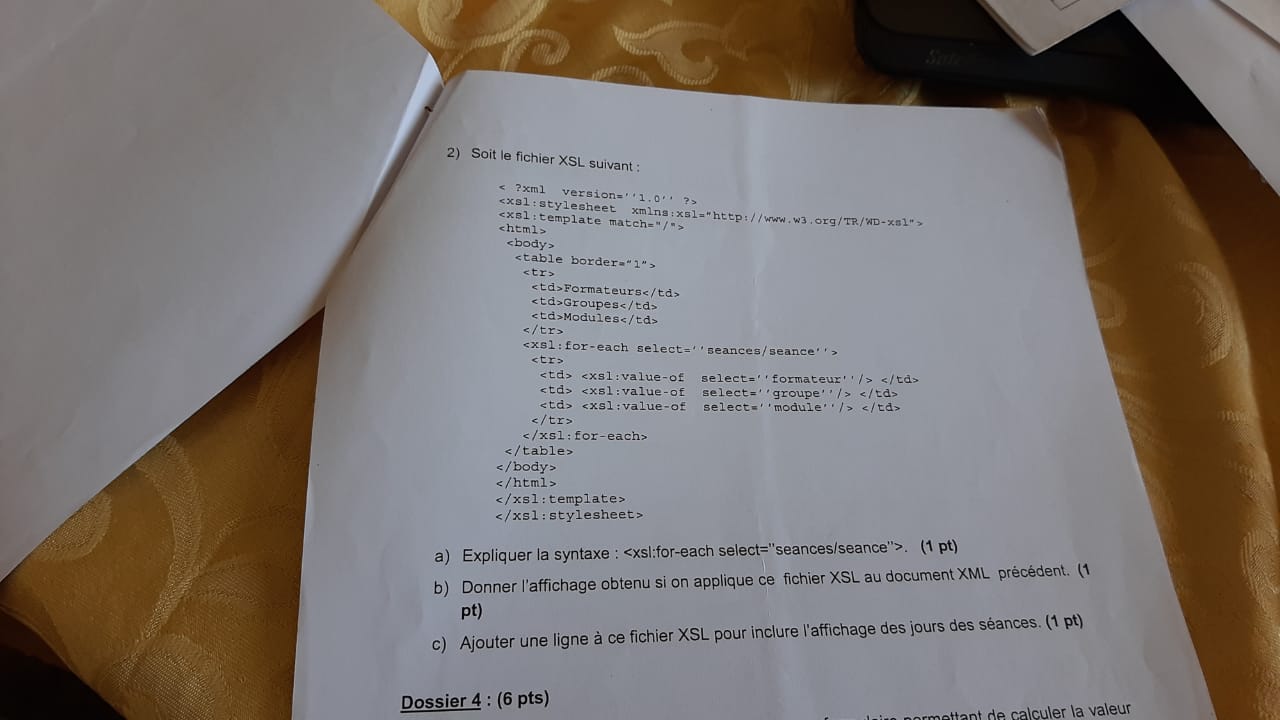 2) Soit le fichier XSL suivant :
< ?xml version=''1.0'' ?>
<xsl:stylesheet xmlns:xsl="http://www.w3.org/TR/WD-xsl">
<xsl:template match="/">
<html>
<body>
<table border="1">
<tr>
<td>Formateurs</td>
<td>Groupes</td>
<td>Modules</td>
</tr>
<xsl:for-each select=''seances/seance''>
<tr>
<td> <xsl:value-of select=''formateur''/> </td>
<td> <xsl:value-of select=''groupe''/> </td>
<td> <xsl:value-of select=''module''/> </td>
</tr>
</xsl:for-each>
</table>
</body>
</html>
</xsl:template>
</xsl:stylesheet>
a) Expliquer la syntaxe : <xsl:for-each select="seances/seance">. (1 pt)
b) Donner l'affichage obtenu si on applique ce fichier XSL au document XML précédent. (1
pt)
c) Ajouter une ligne à ce fichier XSL pour inclure l'affichage des jours des séances. (1 pt)
Dossier 4 : (6 pts)
permettant de calculer la valeur